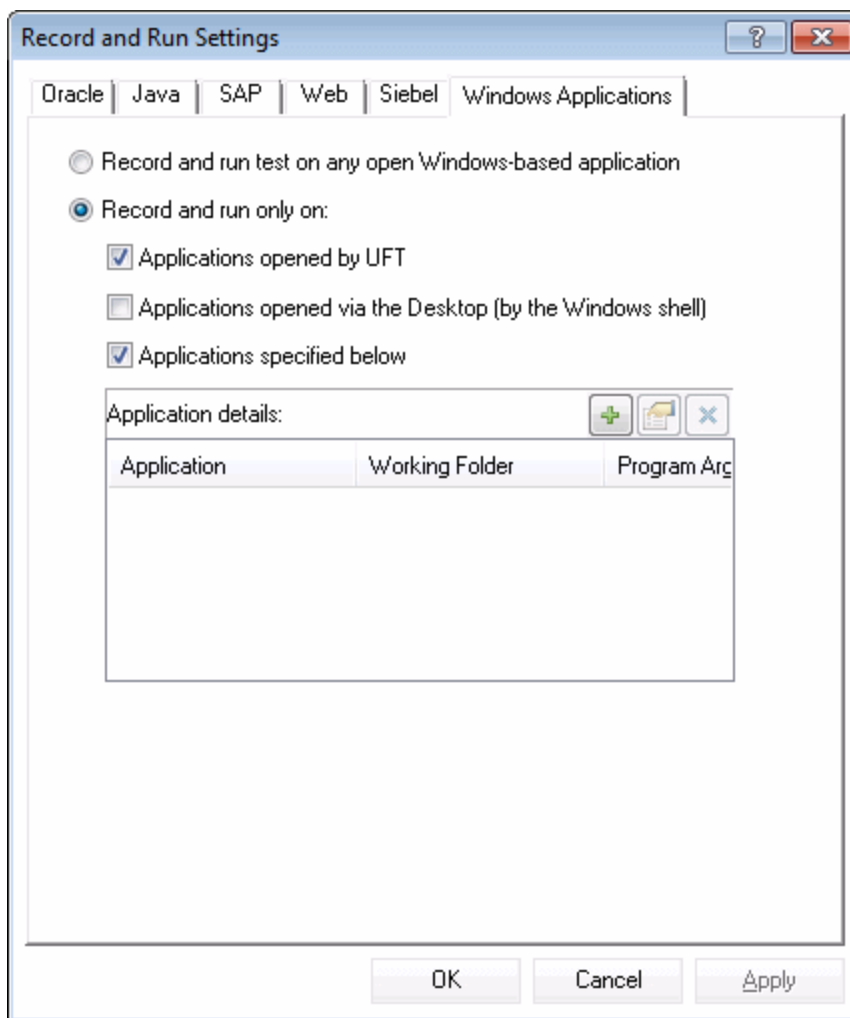 Record and Run Settings
Oracle Java SAP Web Siebel Windows Applications
Record and run test on any open Windows-based application
Record and run only on:
Applications opened by UFT
Applications opened via the Desktop (by the Windows shell)
Applications specified below
Application details:
Application Working Folder Program Arg
OK Cancel Apply